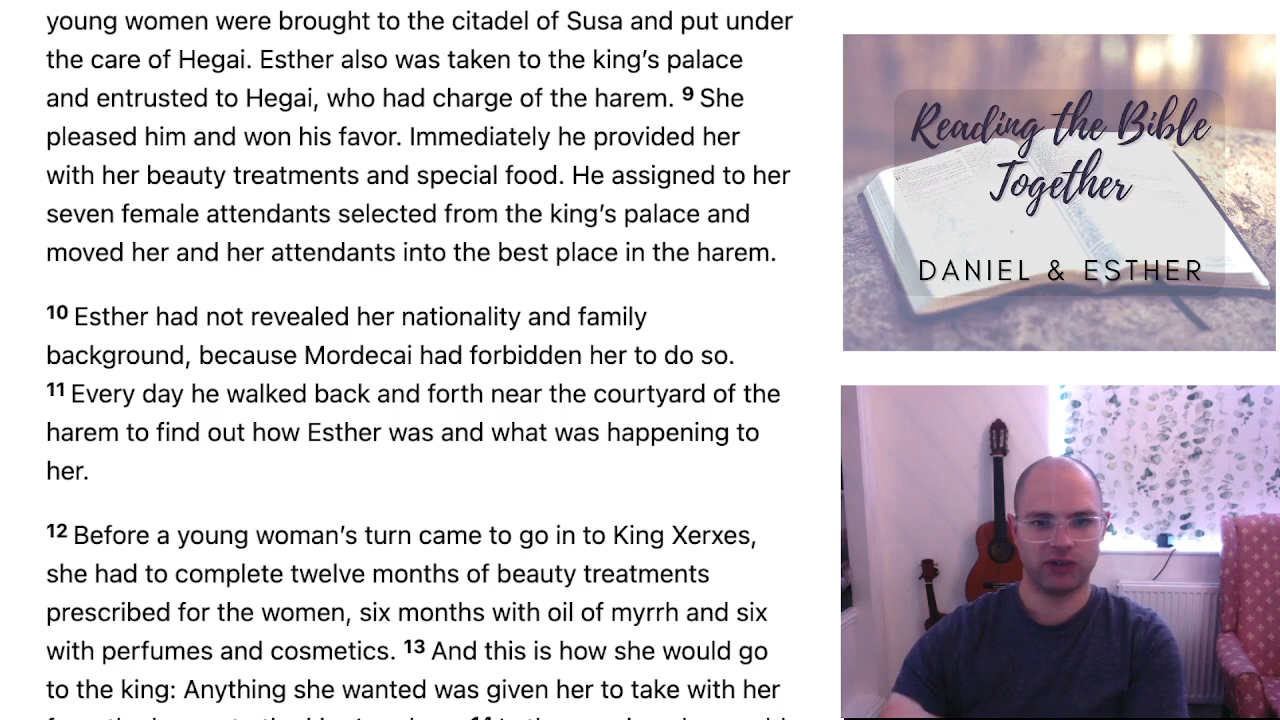 young women were brought to the citadel of Susa and put under
the care of Hegai. Esther also was taken to the king’s palace
and entrusted to Hegai, who had charge of the harem. 9 She
pleased him and won his favor. Immediately he provided her
with her beauty treatments and special food. He assigned to her
seven female attendants selected from the king’s palace and
moved her and her attendants into the best place in the harem.
10 Esther had not revealed her nationality and family
background, because Mordecai had forbidden her to do so.
11 Every day he walked back and forth near the courtyard of the
harem to find out how Esther was and what was happening to
her.
12 Before a young woman’s turn came to go in to King Xerxes,
she had to complete twelve months of beauty treatments
prescribed for the women, six months with oil of myrrh and six
with perfumes and cosmetics. 13 And this is how she would go
to the king: Anything she wanted was given her to take with her
Reading the Bible
Together
DANIEL & ESTHER